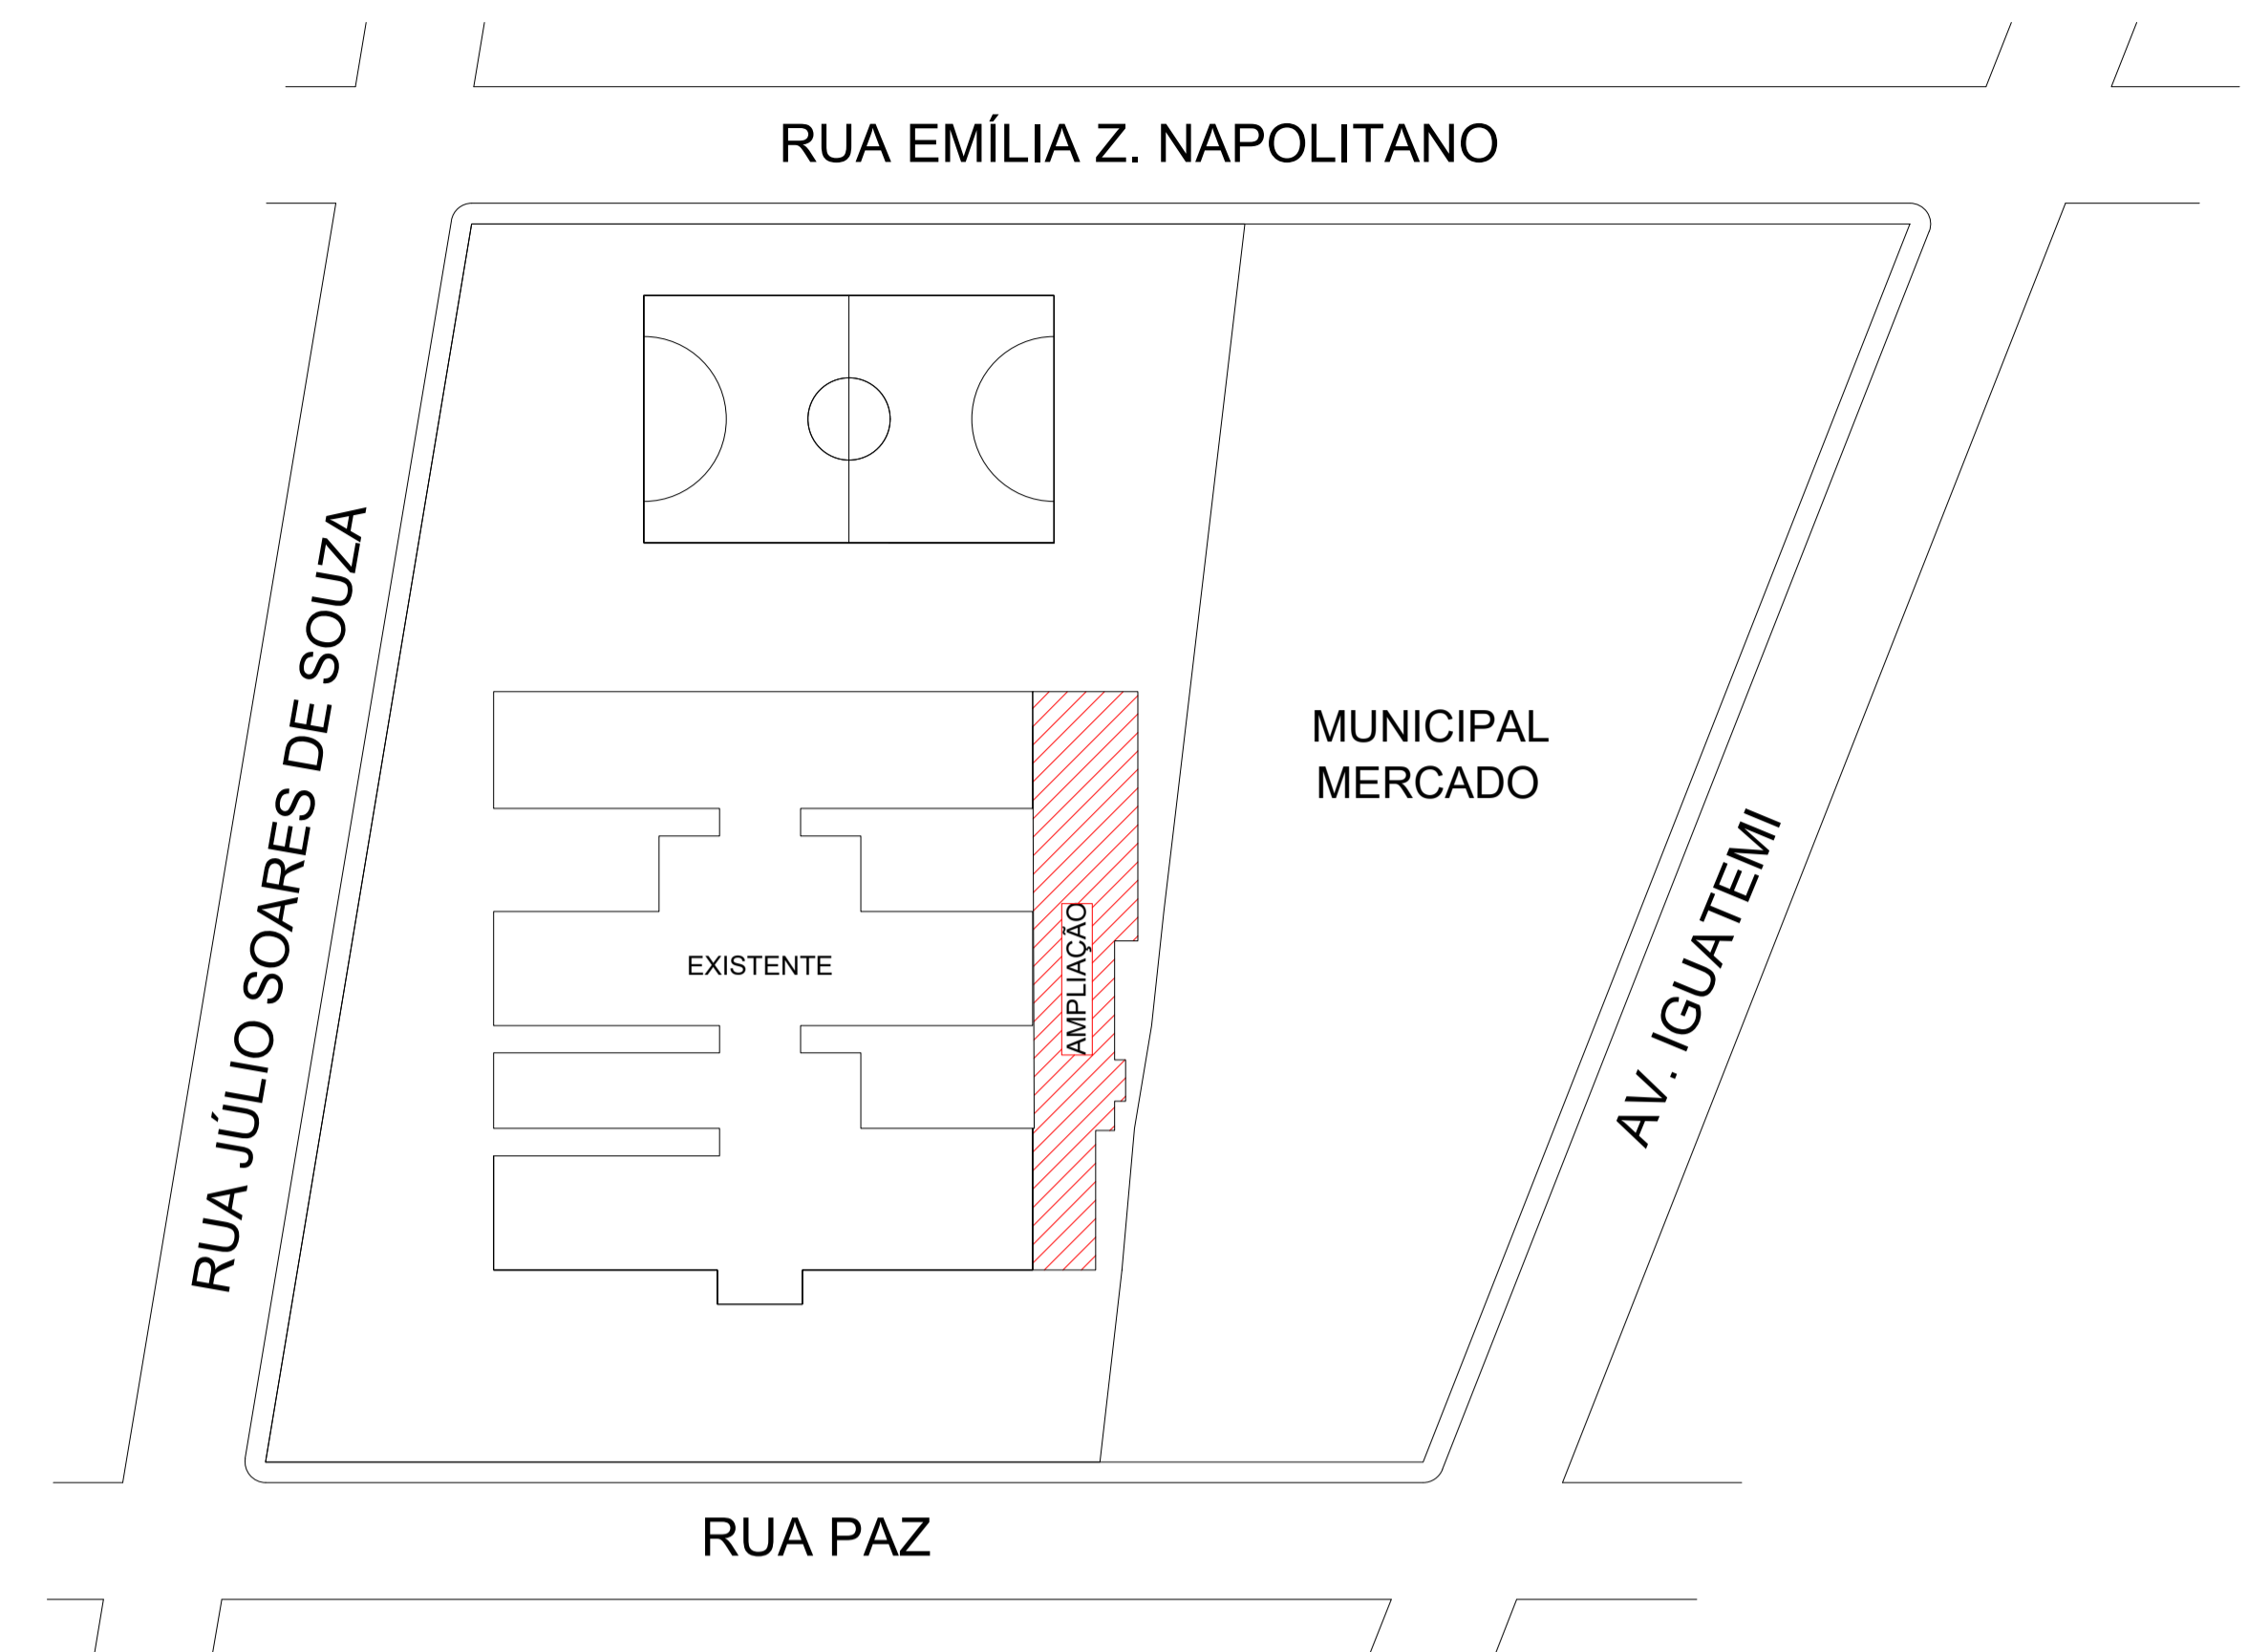 RUA EMÍLIA Z. NAPOLITANO
RUA JÚLIO SOARES DE SOUZA
MUNICIPAL
MERCADO
EXISTENTE
AMPLIAÇÃO
AV. IGUATEMI
RUA PAZ